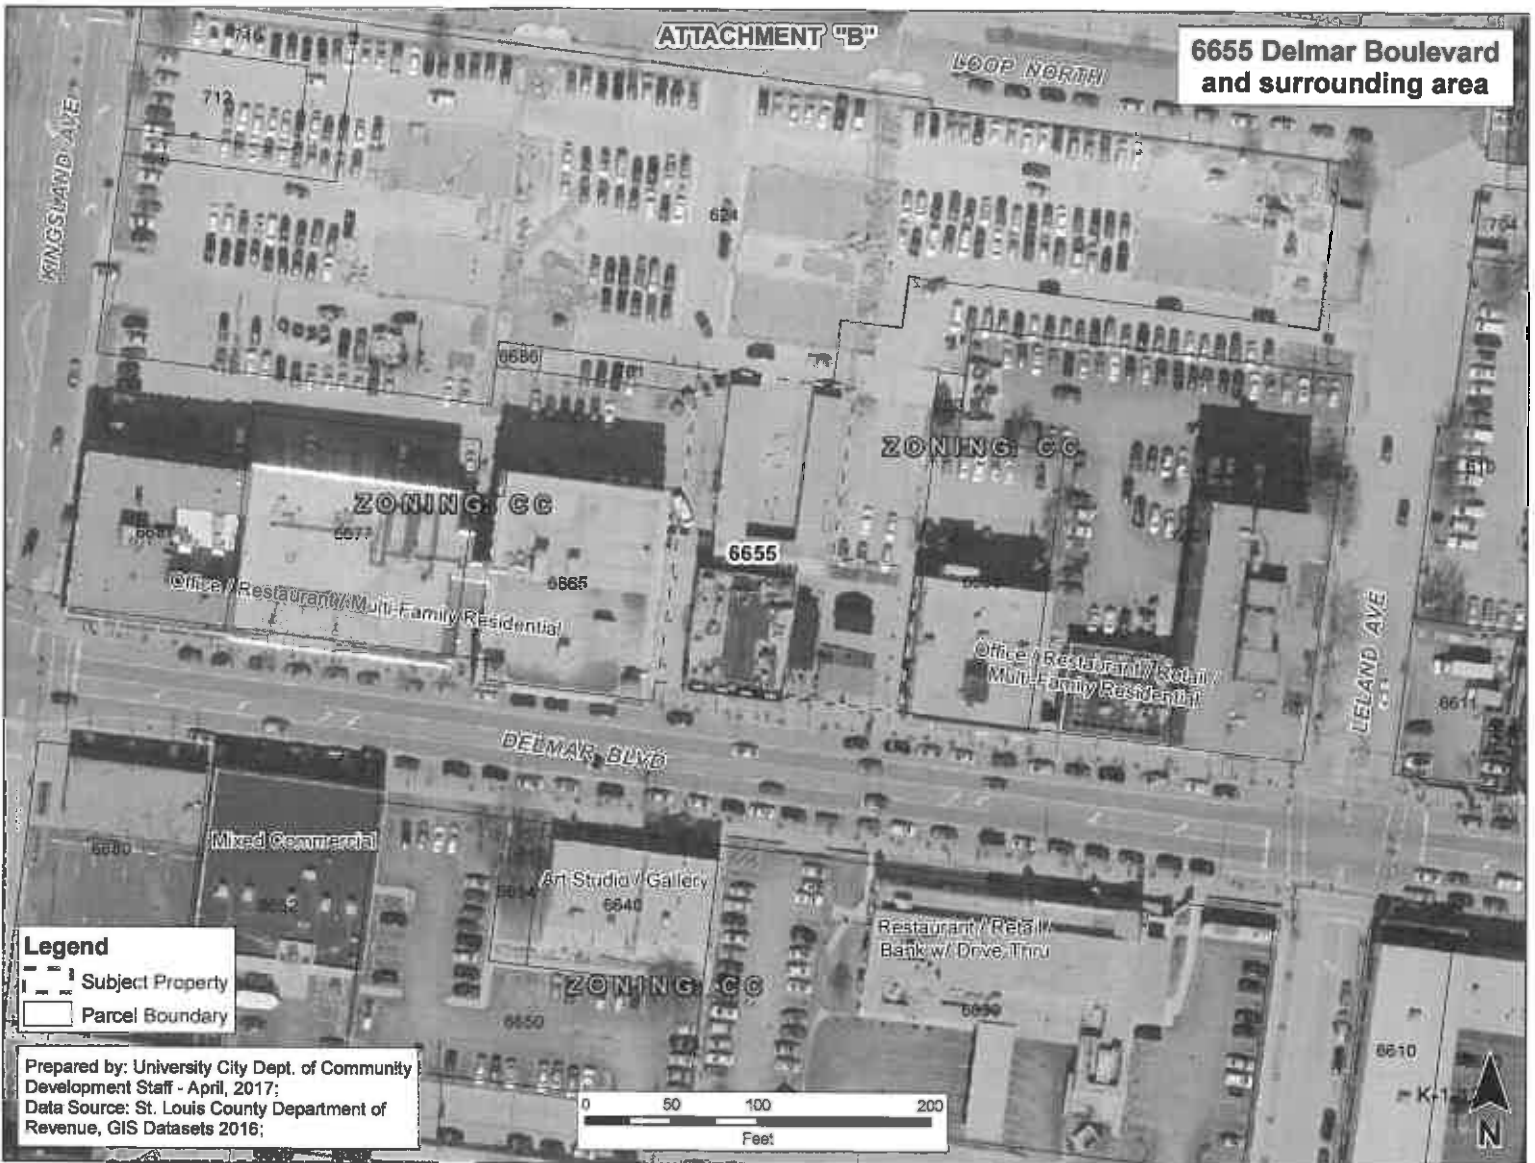 ATTACHMENT "B"
6655 Delmar Boulevard
and surrounding area
LOOP NORTH
KINGSLAND AVE
712
624
6686
ZONING: CC
ZONING: CC
6655
6677
6665
Office / Restaurant / Multi-Family Residential
Office / Restaurant / Retail /
Multi-Family Residential
LELAND AVE
6611
DELMAR BLVD
6680
Mixed Commercial
Art Studio / Gallery
6640
Restaurant / Retail /
Bank w/ Drive Thru
ZONING: CC
6650
6610
Legend
Subject Property
Parcel Boundary
Prepared by: University City Dept. of Community
Development Staff - April, 2017;
Data Source: St. Louis County Department of
Revenue, GIS Datasets 2016;
0 50 100 200
Feet
N